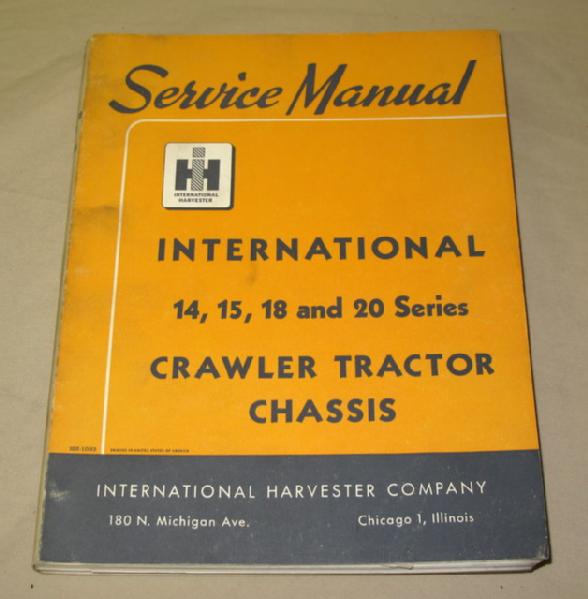 Service Manual
IH
INTERNATIONAL
HARVESTER
INTERNATIONAL
14, 15, 18 and 20 Series
CRAWLER TRACTOR
CHASSIS
INTERNATIONAL HARVESTER COMPANY
180 N. Michigan Ave. Chicago 1, Illinois